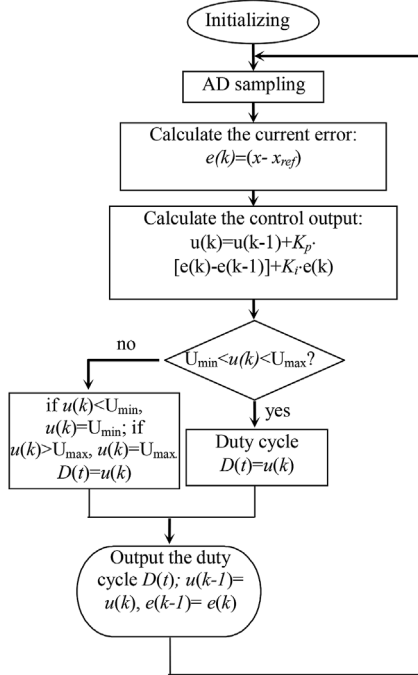 Initializing
AD sampling
Calculate the current error:
e(k)=(x- xref)
Calculate the control output:
u(k)=u(k-1)+Kp·
[e(k)-e(k-1)]+Ki·e(k)
Umin<u(k)<Umax?
no
yes
if u(k)<Umin,
u(k)=Umin; if
u(k)>Umax, u(k)=Umax.
D(t)=u(k)
Duty cycle
D(t)=u(k)
Output the duty
cycle D(t); u(k-1)=
u(k), e(k-1)= e(k)